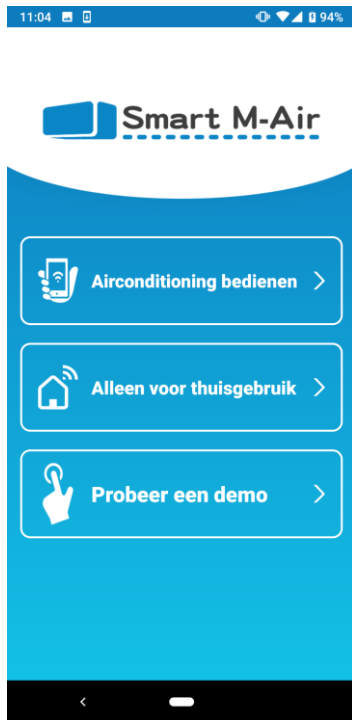 11:04 94%
Smart M-Air
Airconditioning bedienen
Alleen voor thuisgebruik
Probeer een demo